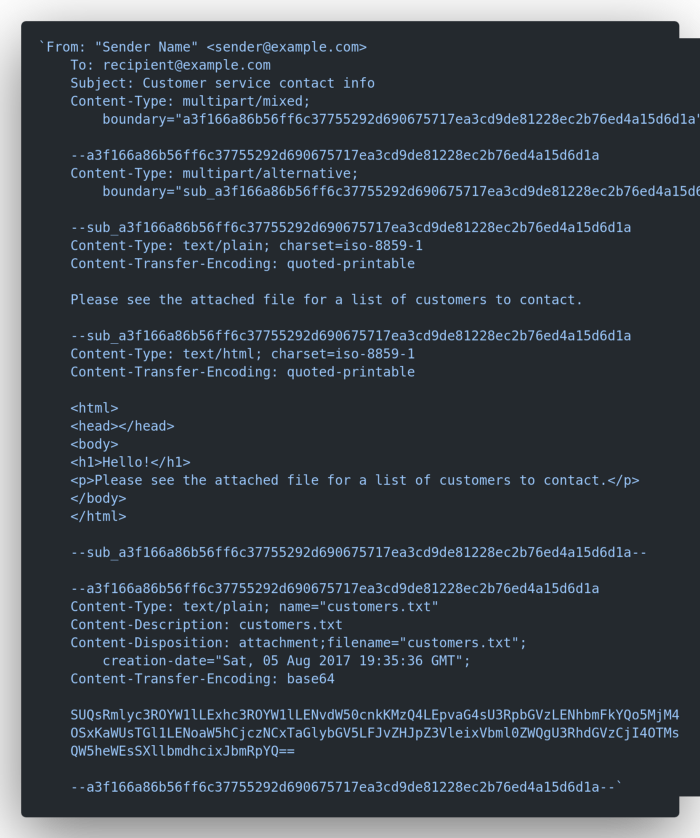 `From: "Sender Name" <sender@example.com>
To: recipient@example.com
Subject: Customer service contact info
Content-Type: multipart/mixed;
boundary="a3f166a86b56ff6c37755292d690675717ea3cd9de81228ec2b76ed4a15d6d1a"
--a3f166a86b56ff6c37755292d690675717ea3cd9de81228ec2b76ed4a15d6d1a
Content-Type: multipart/alternative;
boundary="sub_a3f166a86b56ff6c37755292d690675717ea3cd9de81228ec2b76ed4a15d6
--sub_a3f166a86b56ff6c37755292d690675717ea3cd9de81228ec2b76ed4a15d6d1a
Content-Type: text/plain; charset=iso-8859-1
Content-Transfer-Encoding: quoted-printable
Please see the attached file for a list of customers to contact.
--sub_a3f166a86b56ff6c37755292d690675717ea3cd9de81228ec2b76ed4a15d6d1a
Content-Type: text/html; charset=iso-8859-1
Content-Transfer-Encoding: quoted-printable
<html>
<head></head>
<body>
<h1>Hello!</h1>
<p>Please see the attached file for a list of customers to contact.</p>
</body>
</html>
--sub_a3f166a86b56ff6c37755292d690675717ea3cd9de81228ec2b76ed4a15d6d1a--
--a3f166a86b56ff6c37755292d690675717ea3cd9de81228ec2b76ed4a15d6d1a
Content-Type: text/plain; name="customers.txt"
Content-Description: customers.txt
Content-Disposition: attachment;filename="customers.txt";
creation-date="Sat, 05 Aug 2017 19:35:36 GMT";
Content-Transfer-Encoding: base64
SUQsRmlyc3ROYW1lLExhc3ROYW1lLENvdW50cnkKMzQ4LEpvaG4sU3RpbGVzLENhbmFkYQo5MjM4
OSxKaWUsTGl1LENoaW5hCjczNCxTaGlybGV5LFJvZHJpZ3VleixVbml0ZWQgU3RhdGVzCjI4OTMs
QW5heWEsSXllbmdhcixJbmRpYQ==
--a3f166a86b56ff6c37755292d690675717ea3cd9de81228ec2b76ed4a15d6d1a--`